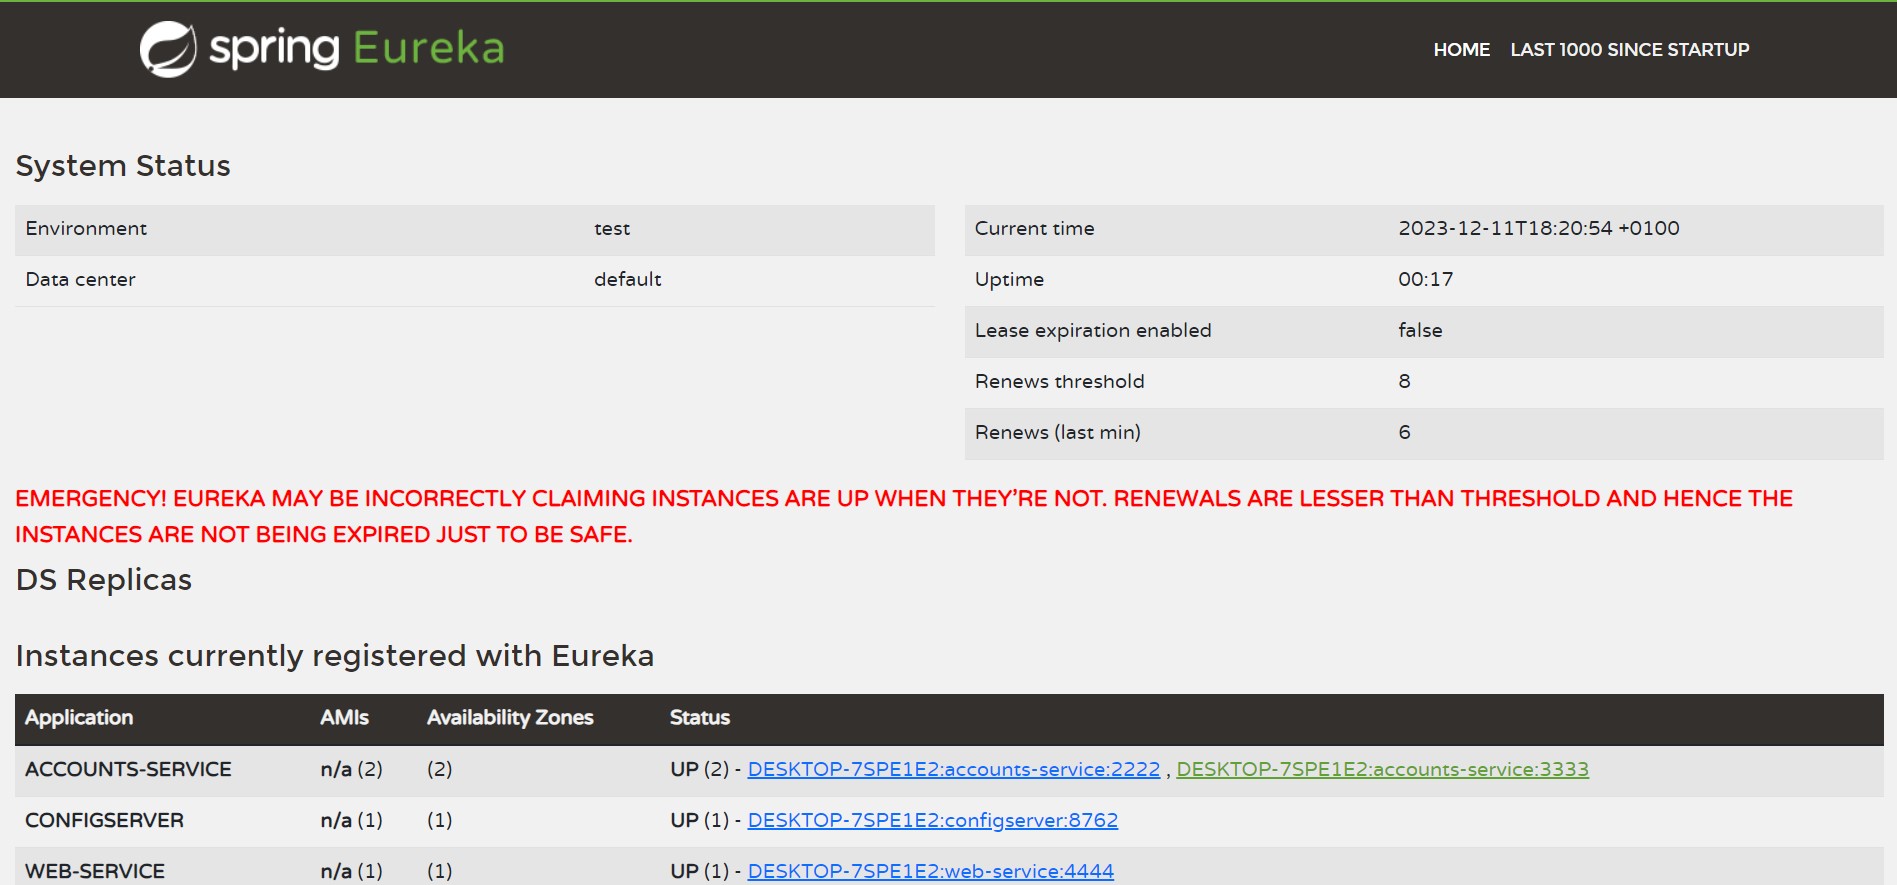 spring Eureka
HOME LAST 1000 SINCE STARTUP
System Status
Environment test
Data center default
Current time 2023-12-11T18:20:54 +0100
Uptime 00:17
Lease expiration enabled false
Renews threshold 8
Renews (last min) 6
EMERGENCY! EUREKA MAY BE INCORRECTLY CLAIMING INSTANCES ARE UP WHEN THEY’RE NOT. RENEWALS ARE LESSER THAN THRESHOLD AND HENCE THE
INSTANCES ARE NOT BEING EXPIRED JUST TO BE SAFE.
DS Replicas
Instances currently registered with Eureka
Application AMIs Availability Zones Status
ACCOUNTS-SERVICE n/a (2) (2) UP (2) - DESKTOP-7SPE1E2:accounts-service:2222 , DESKTOP-7SPE1E2:accounts-service:3333
CONFIGSERVER n/a (1) (1) UP (1) - DESKTOP-7SPE1E2:configserver:8762
WEB-SERVICE n/a (1) (1) UP (1) - DESKTOP-7SPE1E2:web-service:4444